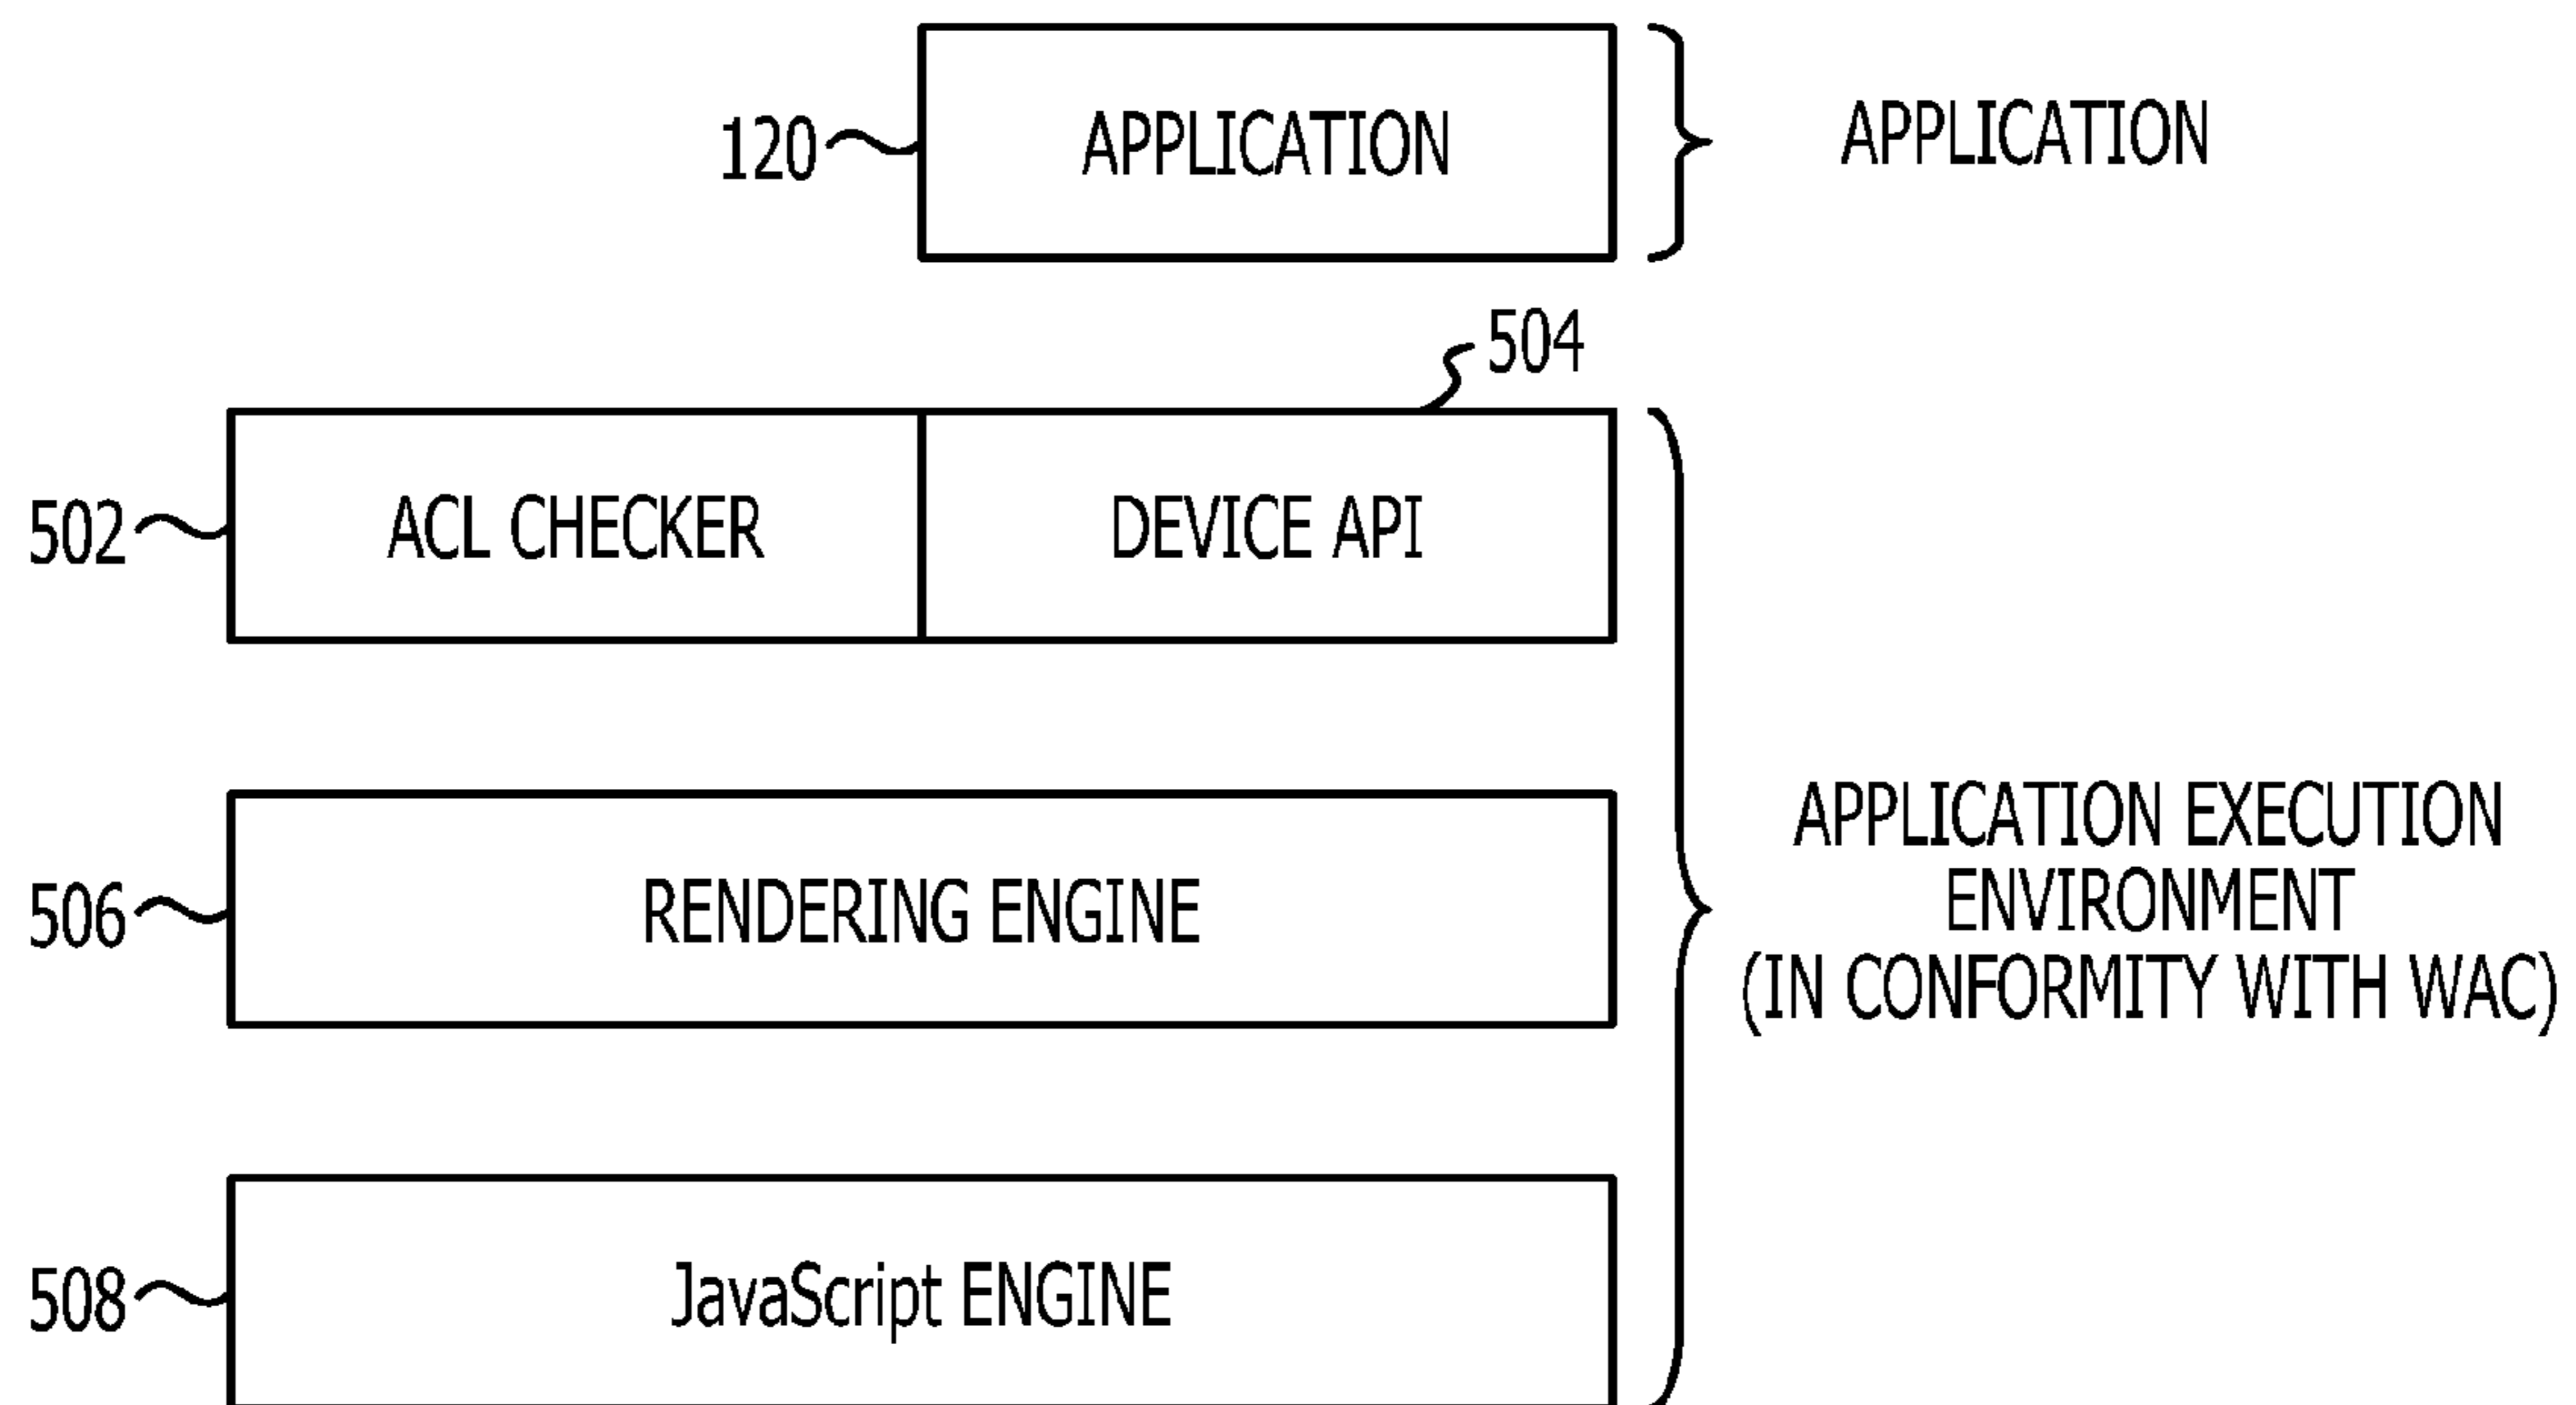 120
APPLICATION
APPLICATION
504
502
ACL CHECKER
DEVICE API
506
RENDERING ENGINE
APPLICATION EXECUTION
ENVIRONMENT
(IN CONFORMITY WITH WAC)
508
JavaScript ENGINE